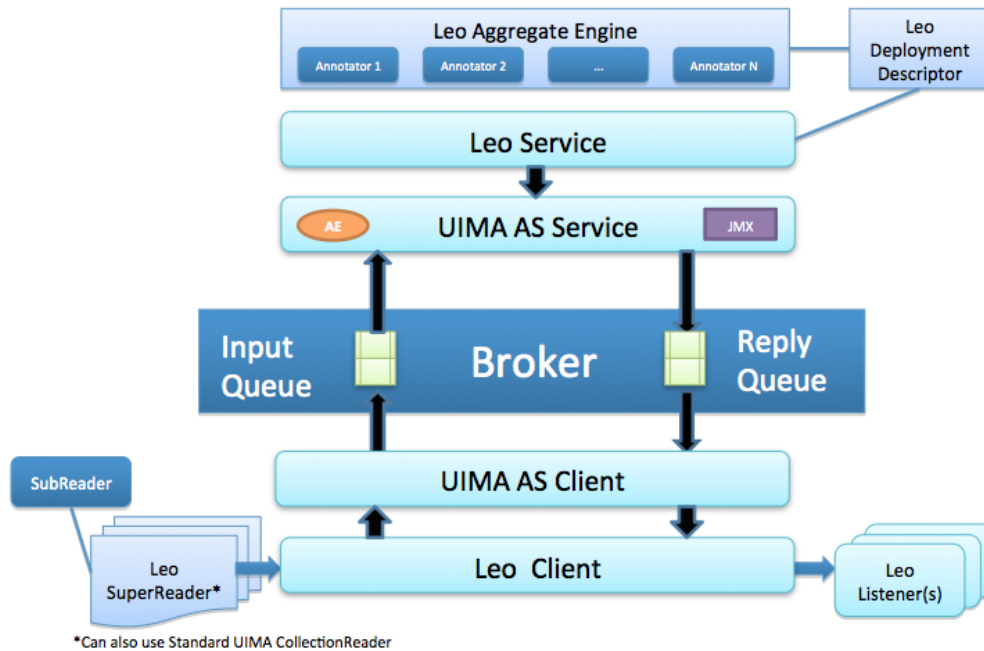 Leo Aggregate Engine
Annotator 1
Annotator 2
...
Annotator N
Leo
Deployment
Descriptor
Leo Service
AE
UIMA AS Service
JMX
Input
Queue
Broker
Reply
Queue
UIMA AS Client
SubReader
Leo
SuperReader*
Leo Client
Leo
Listener(s)
*Can also use Standard UIMA CollectionReader